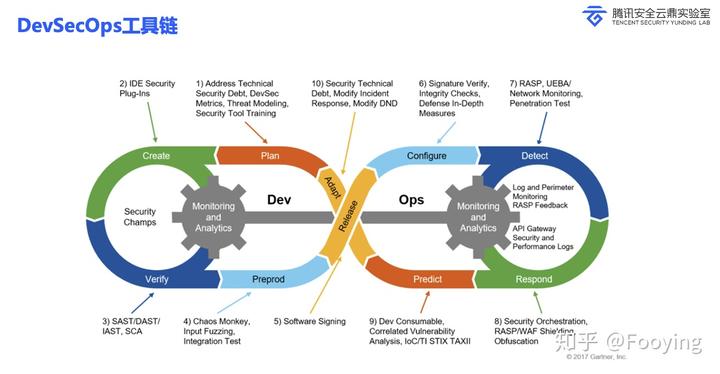 DevSecOps工具链
腾讯安全云鼎实验室
TENCENT SECURITY YUNDING LAB
2) IDE Security
Plug-Ins
1) Address Technical
Security Debt, DevSec
Metrics, Threat Modeling,
Security Tool Training
10) Security Technical
Debt, Modify Incident
Response, Modify DND
6) Signature Verify,
Integrity Checks,
Defense In-Depth
Measures
7) RASP, UEBA/
Network Monitoring,
Penetration Test
Create
Plan
Adapt
Release
Configure
Detect
Security
Champs
Monitoring
and
Analytics
Dev
Ops
Monitoring
and
Analytics
Log and Perimeter
Monitoring
RASP Feedback
API Gateway
Security and
Performance Logs
Verify
Preprod
Predict
Respond
3) SAST/DAST/
IAST, SCA
4) Chaos Monkey,
Input Fuzzing,
Integration Test
5) Software Signing
9) Dev Consumable,
Correlated Vulnerability
Analysis, IoC/TI STIX TAXII
8) Security Orchestration,
RASP/WAF Shielding,
Obfuscation
知乎 @Fooying
© 2017 Gartner, Inc.